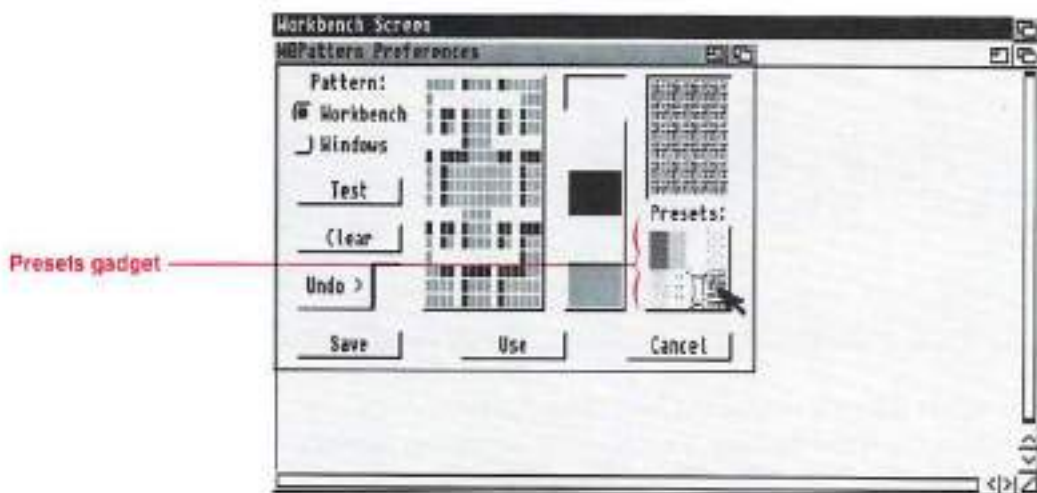 Workbench Screen
WBPattern Preferences
Pattern:
Workbench
Windows
Test
Presets:
Clear
Presets gadget
Undo >
Save
Use
Cancel